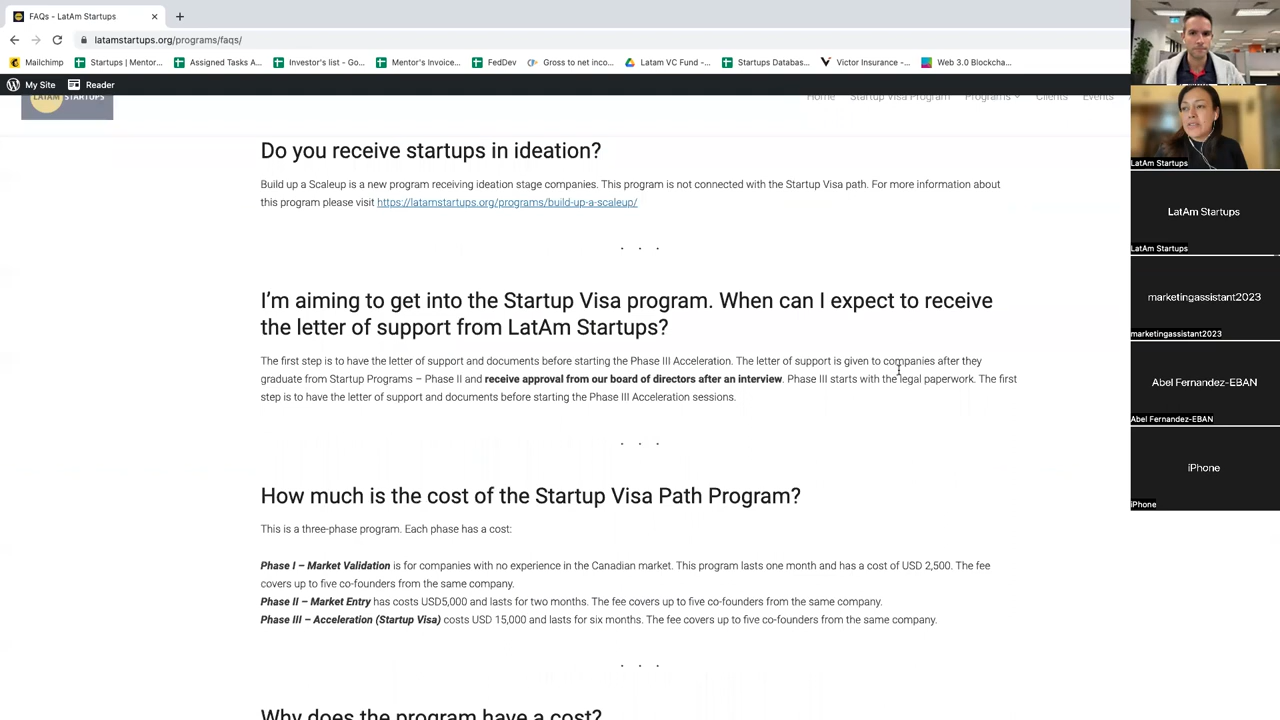 FAQs - LatAm Startups
latamstartups.org/programs/faqs/
Mailchimp
Startups | Mentor...
Assigned Tasks A...
Investor's list - Go...
Mentor's Invoice...
FedDev
Gross to net inco...
Latam VC Fund -...
Startups Databas...
Victor Insurance -...
Web 3.0 Blockcha...
My Site
Reader
LATAM STARTUPS
Home
Startup Visa Program
Programs
Clients
Events
Do you receive startups in ideation?
Build up a Scaleup is a new program receiving ideation stage companies. This program is not connected with the Startup Visa path. For more information about
this program please visit https://latamstartups.org/programs/build-up-a-scaleup/
. . .
I'm aiming to get into the Startup Visa program. When can I expect to receive
the letter of support from LatAm Startups?
The first step is to have the letter of support and documents before starting the Phase III Acceleration. The letter of support is given to companies after they
graduate from Startup Programs – Phase II and receive approval from our board of directors after an interview. Phase III starts with the legal paperwork. The first
step is to have the letter of support and documents before starting the Phase III Acceleration sessions.
. . .
How much is the cost of the Startup Visa Path Program?
This is a three-phase program. Each phase has a cost:
Phase I – Market Validation is for companies with no experience in the Canadian market. This program lasts one month and has a cost of USD 2,500. The fee
covers up to five co-founders from the same company.
Phase II – Market Entry has costs USD5,000 and lasts for two months. The fee covers up to five co-founders from the same company.
Phase III – Acceleration (Startup Visa) costs USD 15,000 and lasts for six months. The fee covers up to five co-founders from the same company.
. . .
Why does the program have a cost?
LatAm Startups
LatAm Startups
LatAm Startups
marketingassistant2023
marketingassistant2023
Abel Fernandez-EBAN
Abel Fernandez-EBAN
iPhone
iPhone